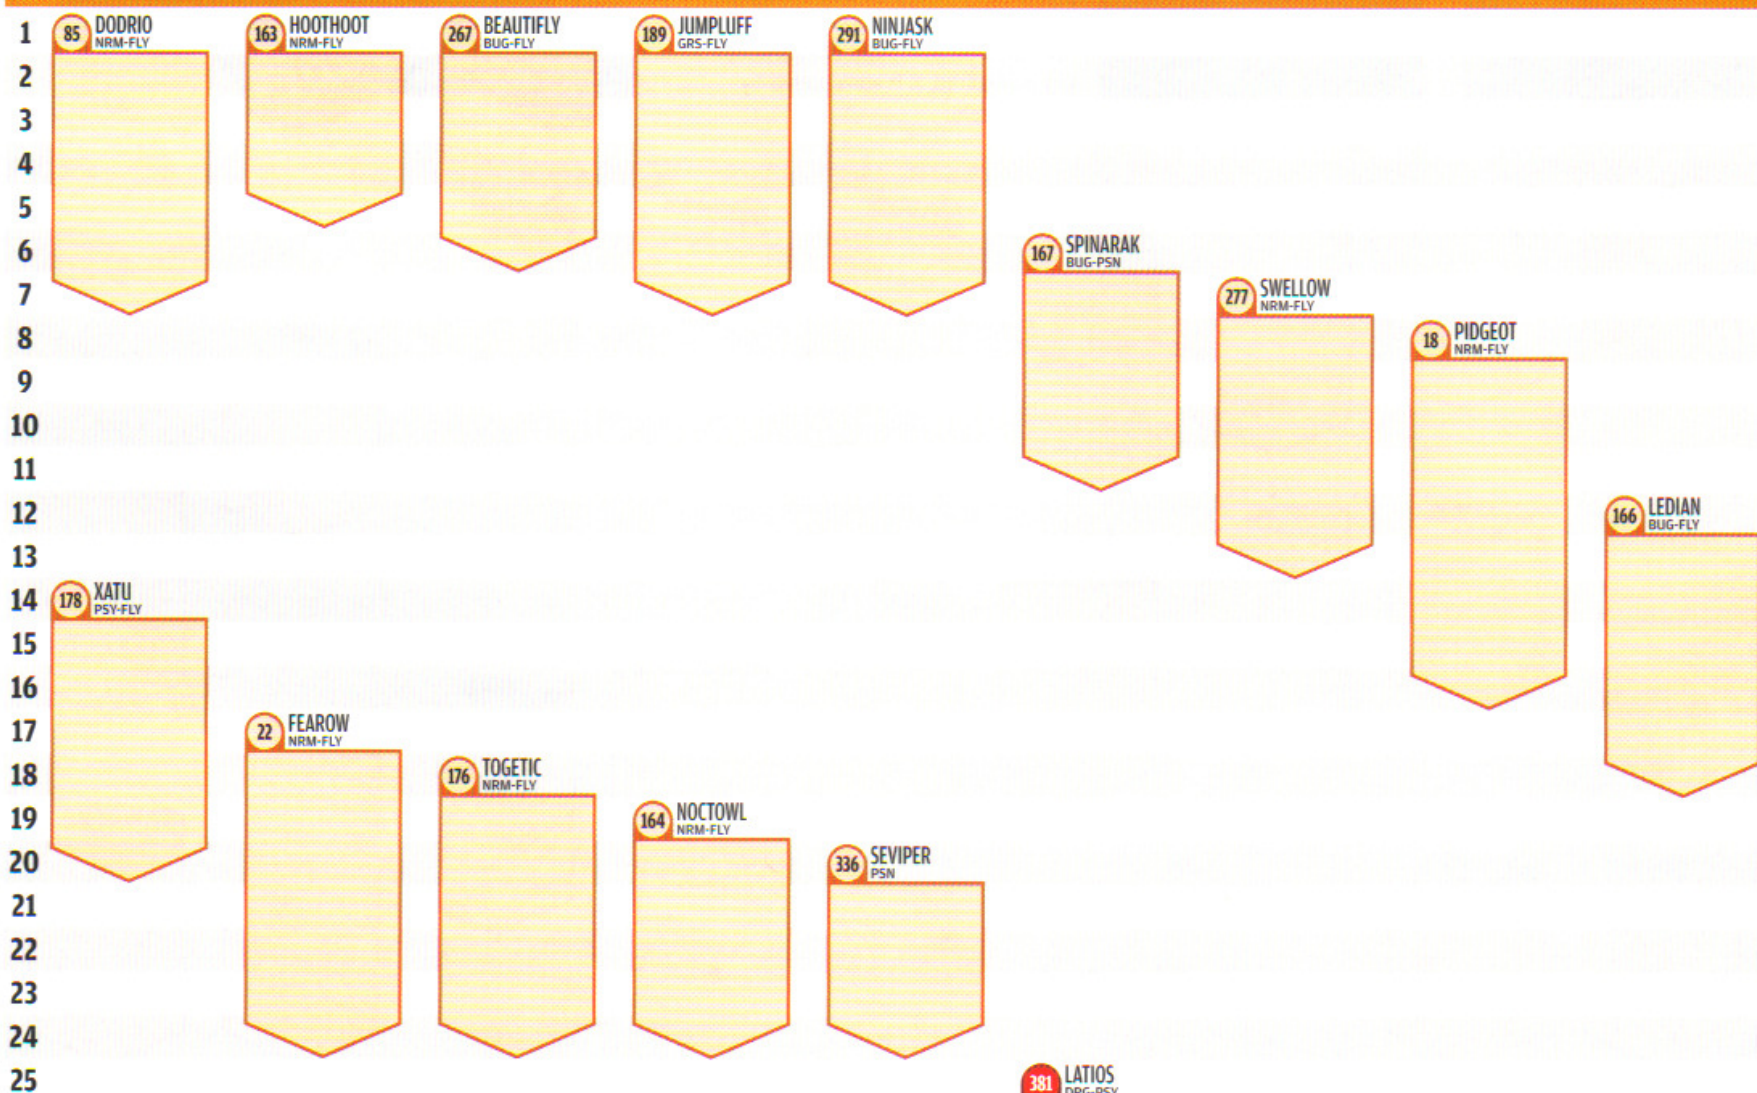 1
85 DODRIO
NRM-FLY
163 HOOTHOOT
NRM-FLY
267 BEAUTIFLY
BUG-FLY
189 JUMPLUFF
GRS-FLY
291 NINJASK
BUG-FLY
2
3
4
5
6
167 SPINARAK
BUG-PSN
7
277 SWELLOW
NRM-FLY
8
18 PIDGEOT
NRM-FLY
9
10
11
12
166 LEDIAN
BUG-FLY
13
14
178 XATU
PSY-FLY
15
16
17
22 FEAROW
NRM-FLY
18
176 TOGETIC
NRM-FLY
19
164 NOCTOWL
NRM-FLY
20
336 SEVIPER
PSN
21
22
23
24
25
381 LATIOS
DRG-PSY